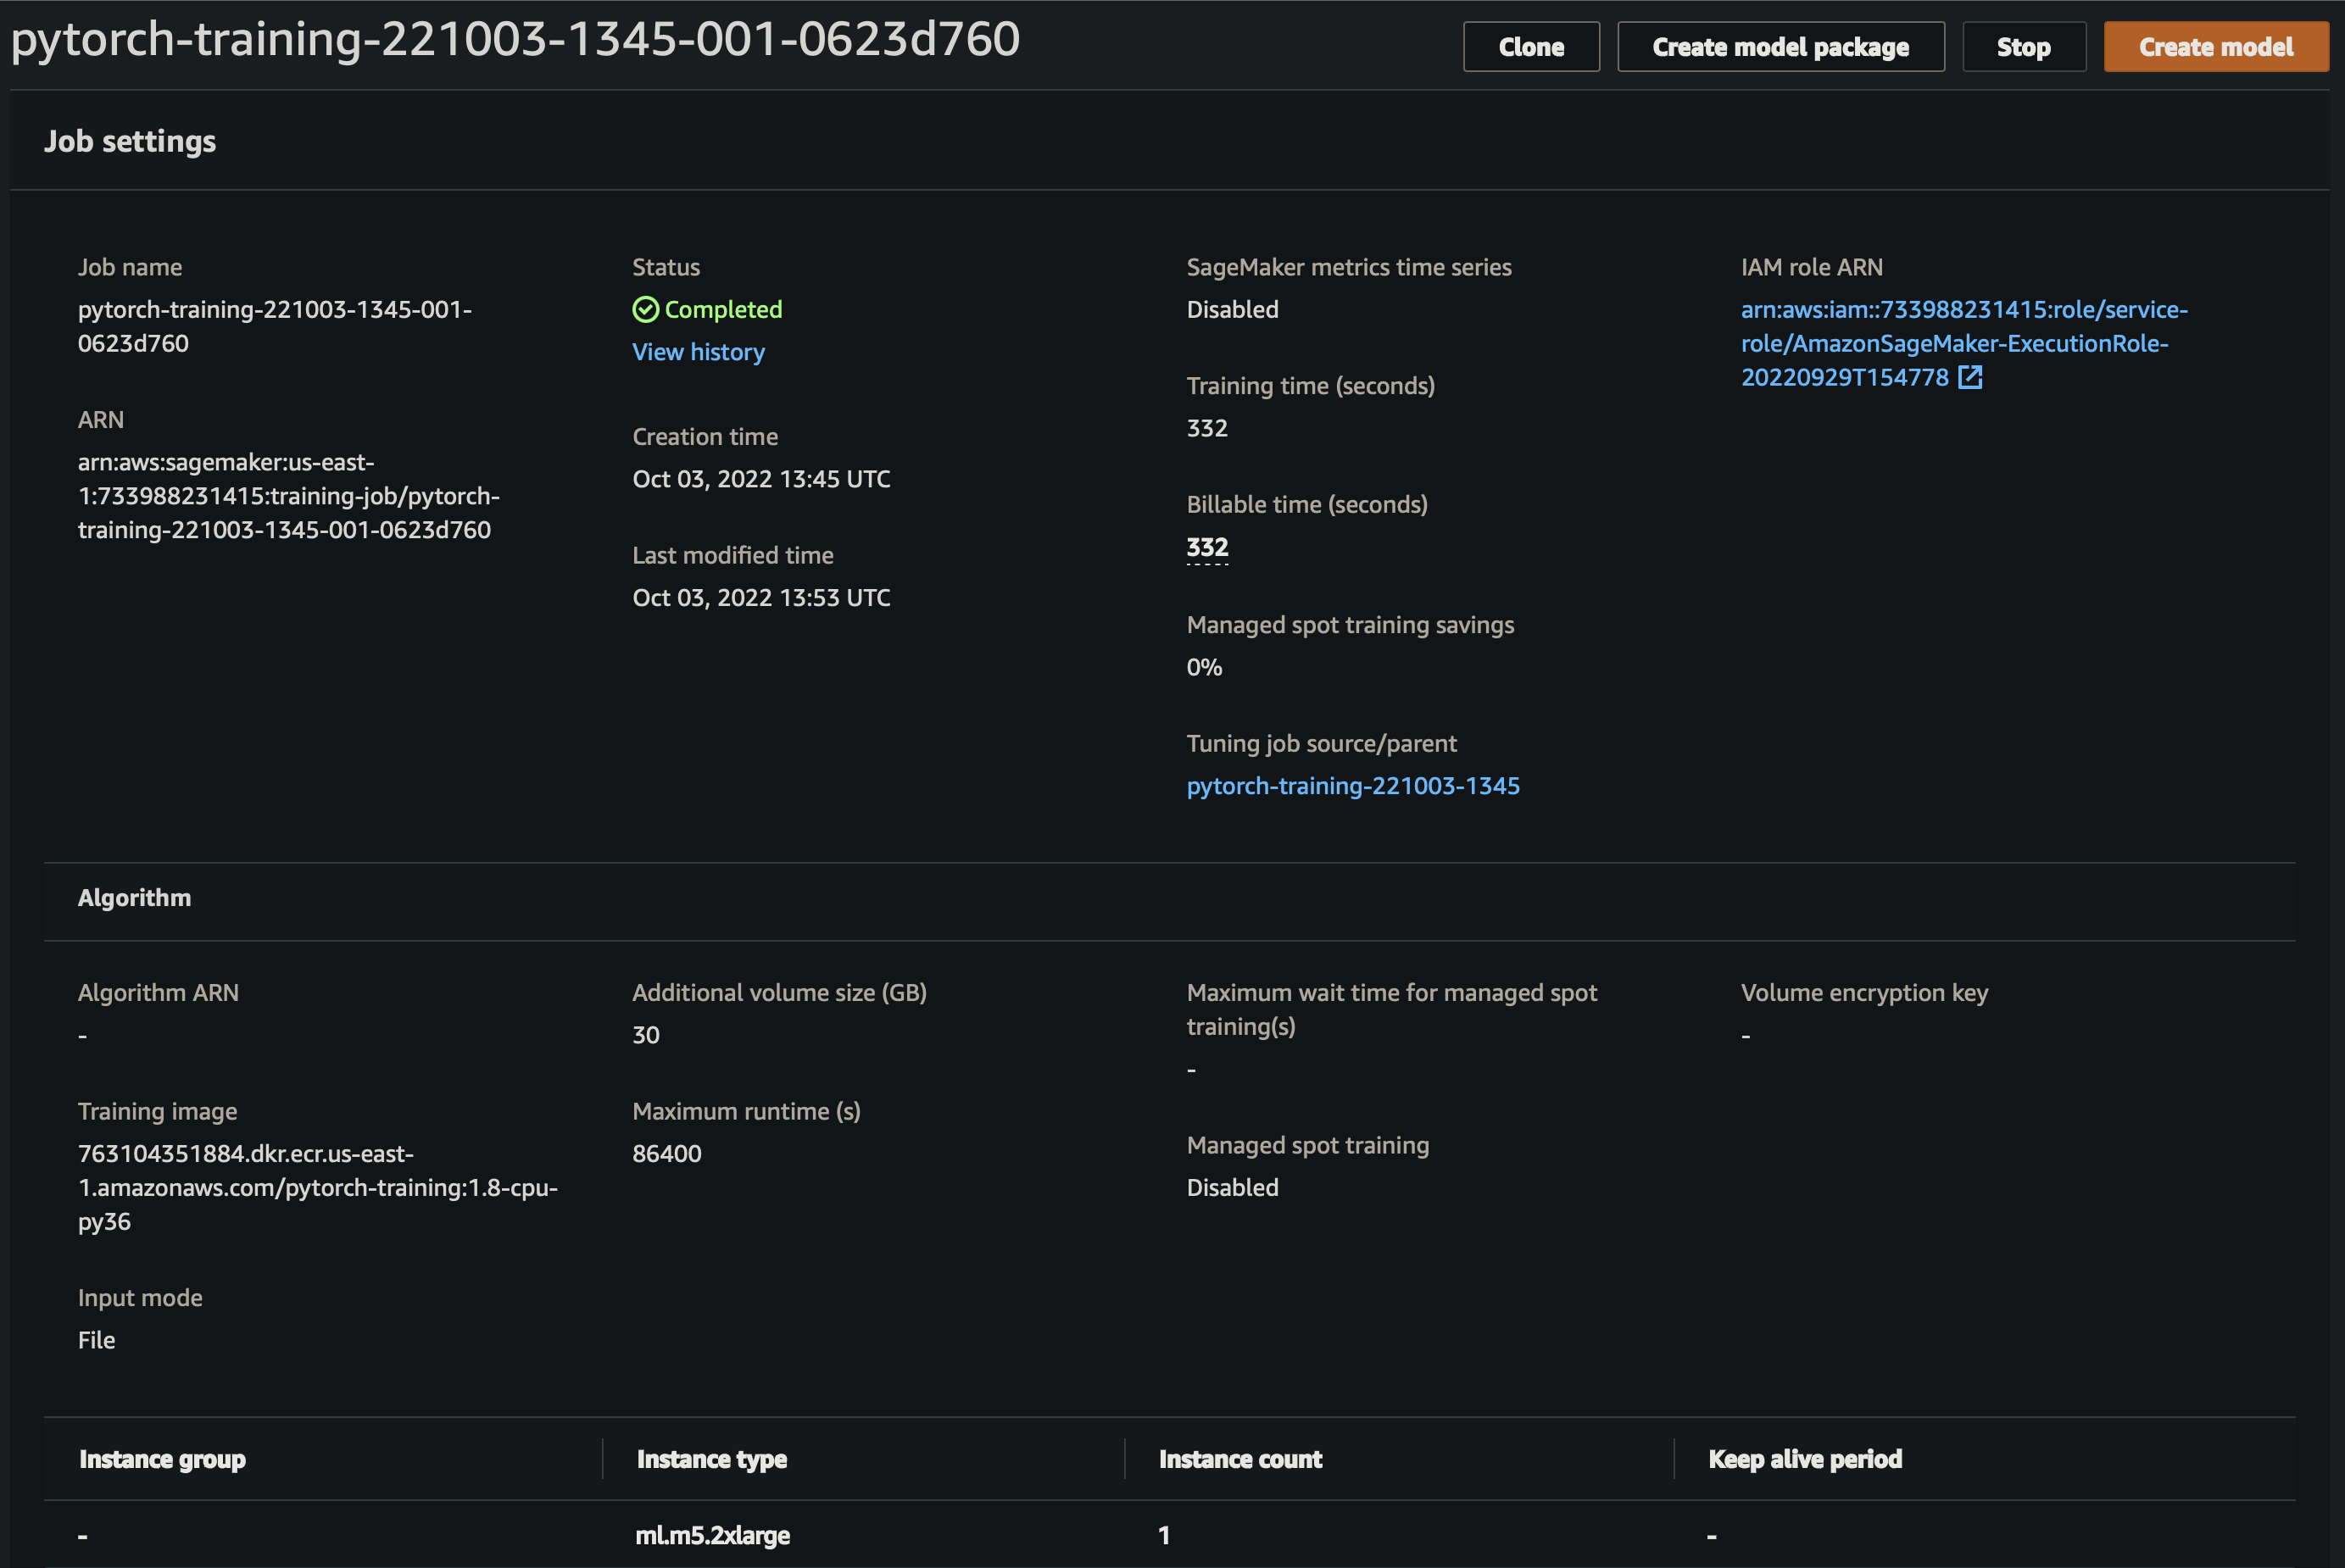 pytorch-training-221003-1345-001-0623d760
Clone
Create model package
Stop
Create model
Job settings
Job name
pytorch-training-221003-1345-001-
0623d760
ARN
arn:aws:sagemaker:us-east-
1:733988231415:training-job/pytorch-
training-221003-1345-001-0623d760
Status
Completed
View history
Creation time
Oct 03, 2022 13:45 UTC
Last modified time
Oct 03, 2022 13:53 UTC
SageMaker metrics time series
Disabled
Training time (seconds)
332
Billable time (seconds)
332
Managed spot training savings
0%
Tuning job source/parent
pytorch-training-221003-1345
IAM role ARN
arn:aws:iam::733988231415:role/service-
role/AmazonSageMaker-ExecutionRole-
20220929T154778
Algorithm
Algorithm ARN
-
Training image
763104351884.dkr.ecr.us-east-
1.amazonaws.com/pytorch-training:1.8-cpu-
py36
Input mode
File
Additional volume size (GB)
30
Maximum runtime (s)
86400
Maximum wait time for managed spot
training(s)
-
Managed spot training
Disabled
Volume encryption key
-
Instance group
Instance type
Instance count
Keep alive period
-
ml.m5.2xlarge
1
-